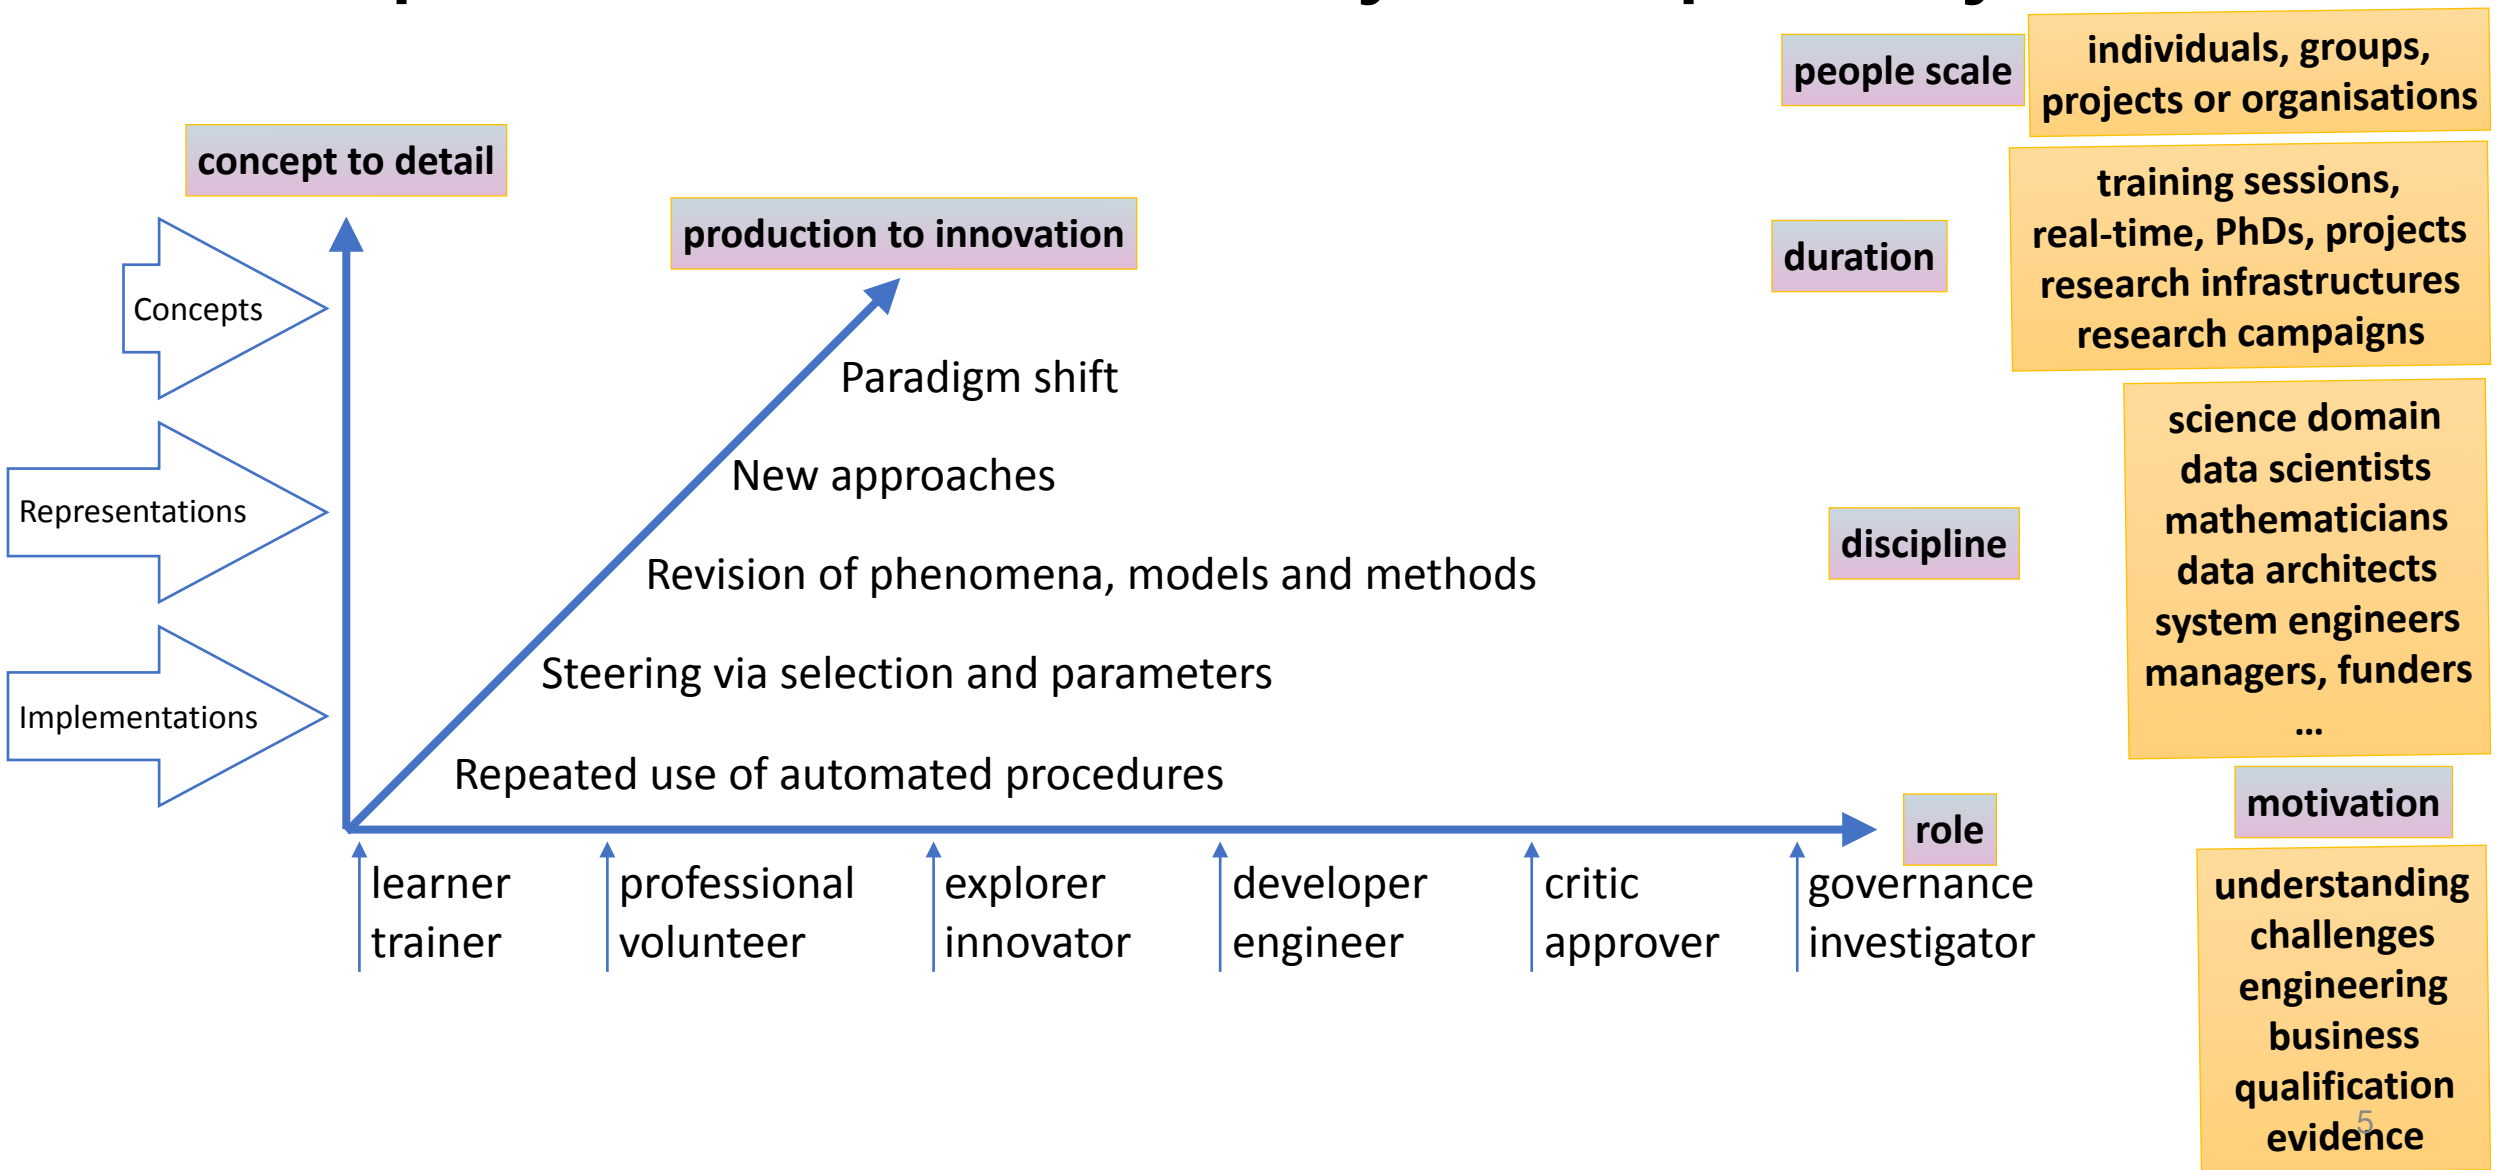 people scale
individuals, groups,
projects or organisations
concept to detail
production to innovation
duration
training sessions,
real-time, PhDs, projects
research infrastructures
research campaigns
Concepts
Paradigm shift
Representations
New approaches
Revision of phenomena, models and methods
discipline
science domain
data scientists
mathematicians
data architects
system engineers
managers, funders
...
Implementations
Steering via selection and parameters
Repeated use of automated procedures
role
learner
trainer
professional
volunteer
explorer
innovator
developer
engineer
critic
approver
governance
investigator
motivation
understanding
challenges
engineering
business
qualification
evidence
5